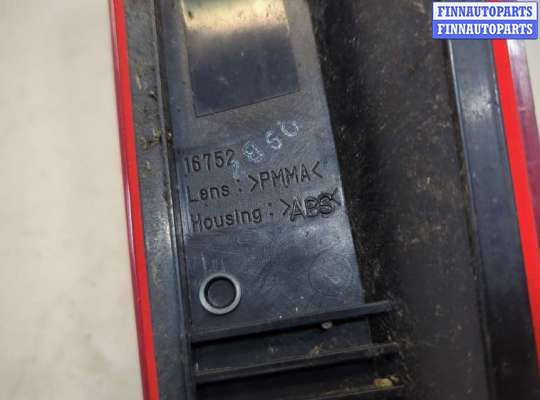 FINNAUTOPARTS
FINNAUTOPARTS
16752
Lens : >PMMA<
Housing : >ABS<